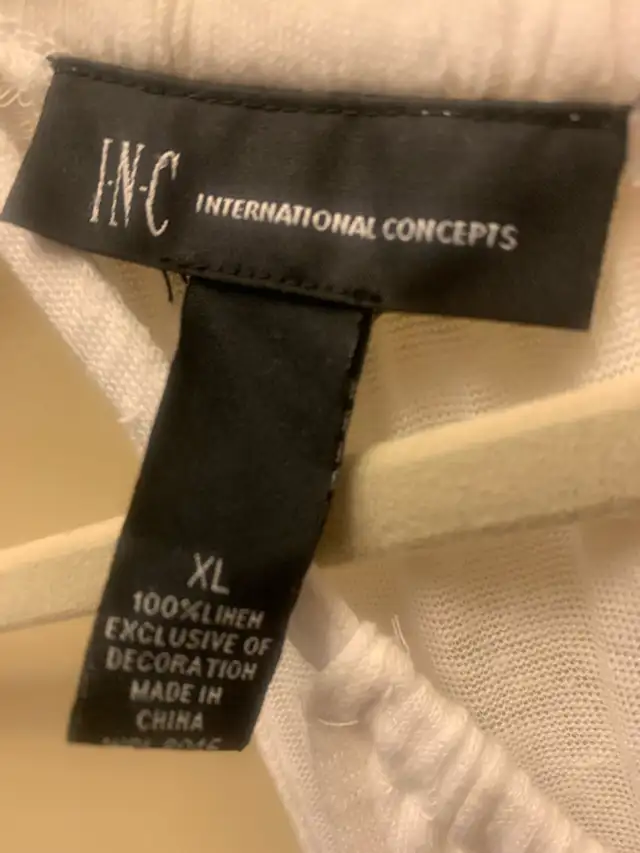 I·N·C INTERNATIONAL CONCEPTS
XL
100% LINEN
EXCLUSIVE OF
DECORATION
MADE IN
CHINA